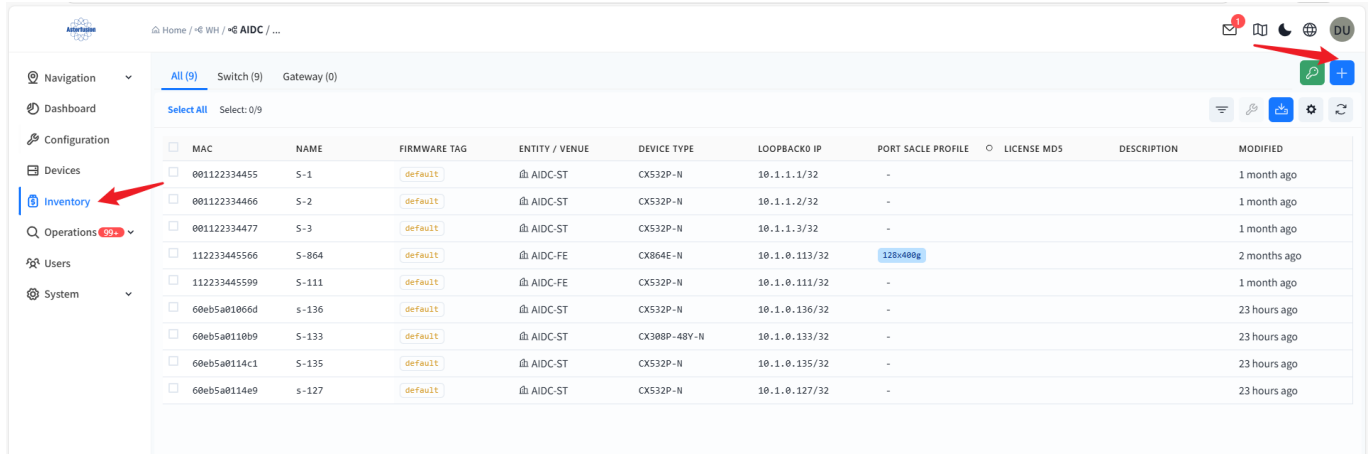 Asterfusion
Home / WH / AIDC / ...
1
DU
Navigation
Dashboard
Configuration
Devices
Inventory
Operations 99+
Users
System
All (9) Switch (9) Gateway (0)
Select All Select: 0/9
MAC NAME FIRMWARE TAG ENTITY / VENUE DEVICE TYPE LOOPBACK0 IP PORT SACLE PROFILE LICENSE MD5 DESCRIPTION MODIFIED
001122334455 S-1 default AIDC-ST CX532P-N 10.1.1.1/32 - 1 month ago
001122334466 S-2 default AIDC-ST CX532P-N 10.1.1.2/32 - 1 month ago
001122334477 S-3 default AIDC-ST CX532P-N 10.1.1.3/32 - 1 month ago
112233445566 S-864 default AIDC-FE CX864E-N 10.1.0.113/32 128x400g 2 months ago
112233445599 S-111 default AIDC-FE CX532P-N 10.1.0.111/32 - 1 month ago
60eb5a01066d s-136 default AIDC-ST CX532P-N 10.1.0.136/32 - 23 hours ago
60eb5a0110b9 S-133 default AIDC-ST CX308P-48Y-N 10.1.0.133/32 - 23 hours ago
60eb5a0114c1 S-135 default AIDC-ST CX532P-N 10.1.0.135/32 - 23 hours ago
60eb5a0114e9 s-127 default AIDC-ST CX532P-N 10.1.0.127/32 - 23 hours ago